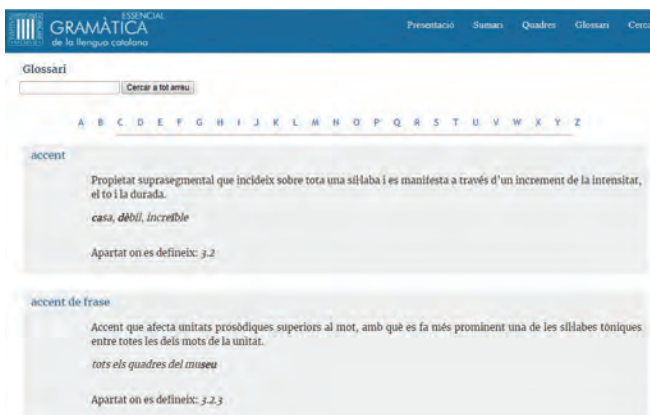 ESSENCIAL
GRAMÀTICA
de la llengua catalana
Presentació Sumari Quadres Glossari Cerca
Glossari
Cercar a tot arreu
A B C D E F G H I J K L M N O P Q R S T U V W X Y Z
accent
Propietat suprasegmental que incideix sobre tota una síl·laba i es manifesta a través d'un increment de la intensitat,
el to i la durada.
casa, dèbil, increïble
Apartat on es defineix: 3.2
accent de frase
Accent que afecta unitats prosòdiques superiors al mot, amb què es fa més prominent una de les síl·labes tòniques
entre totes les dels mots de la unitat.
tots els quadres del museu
Apartat on es defineix: 3.2.3